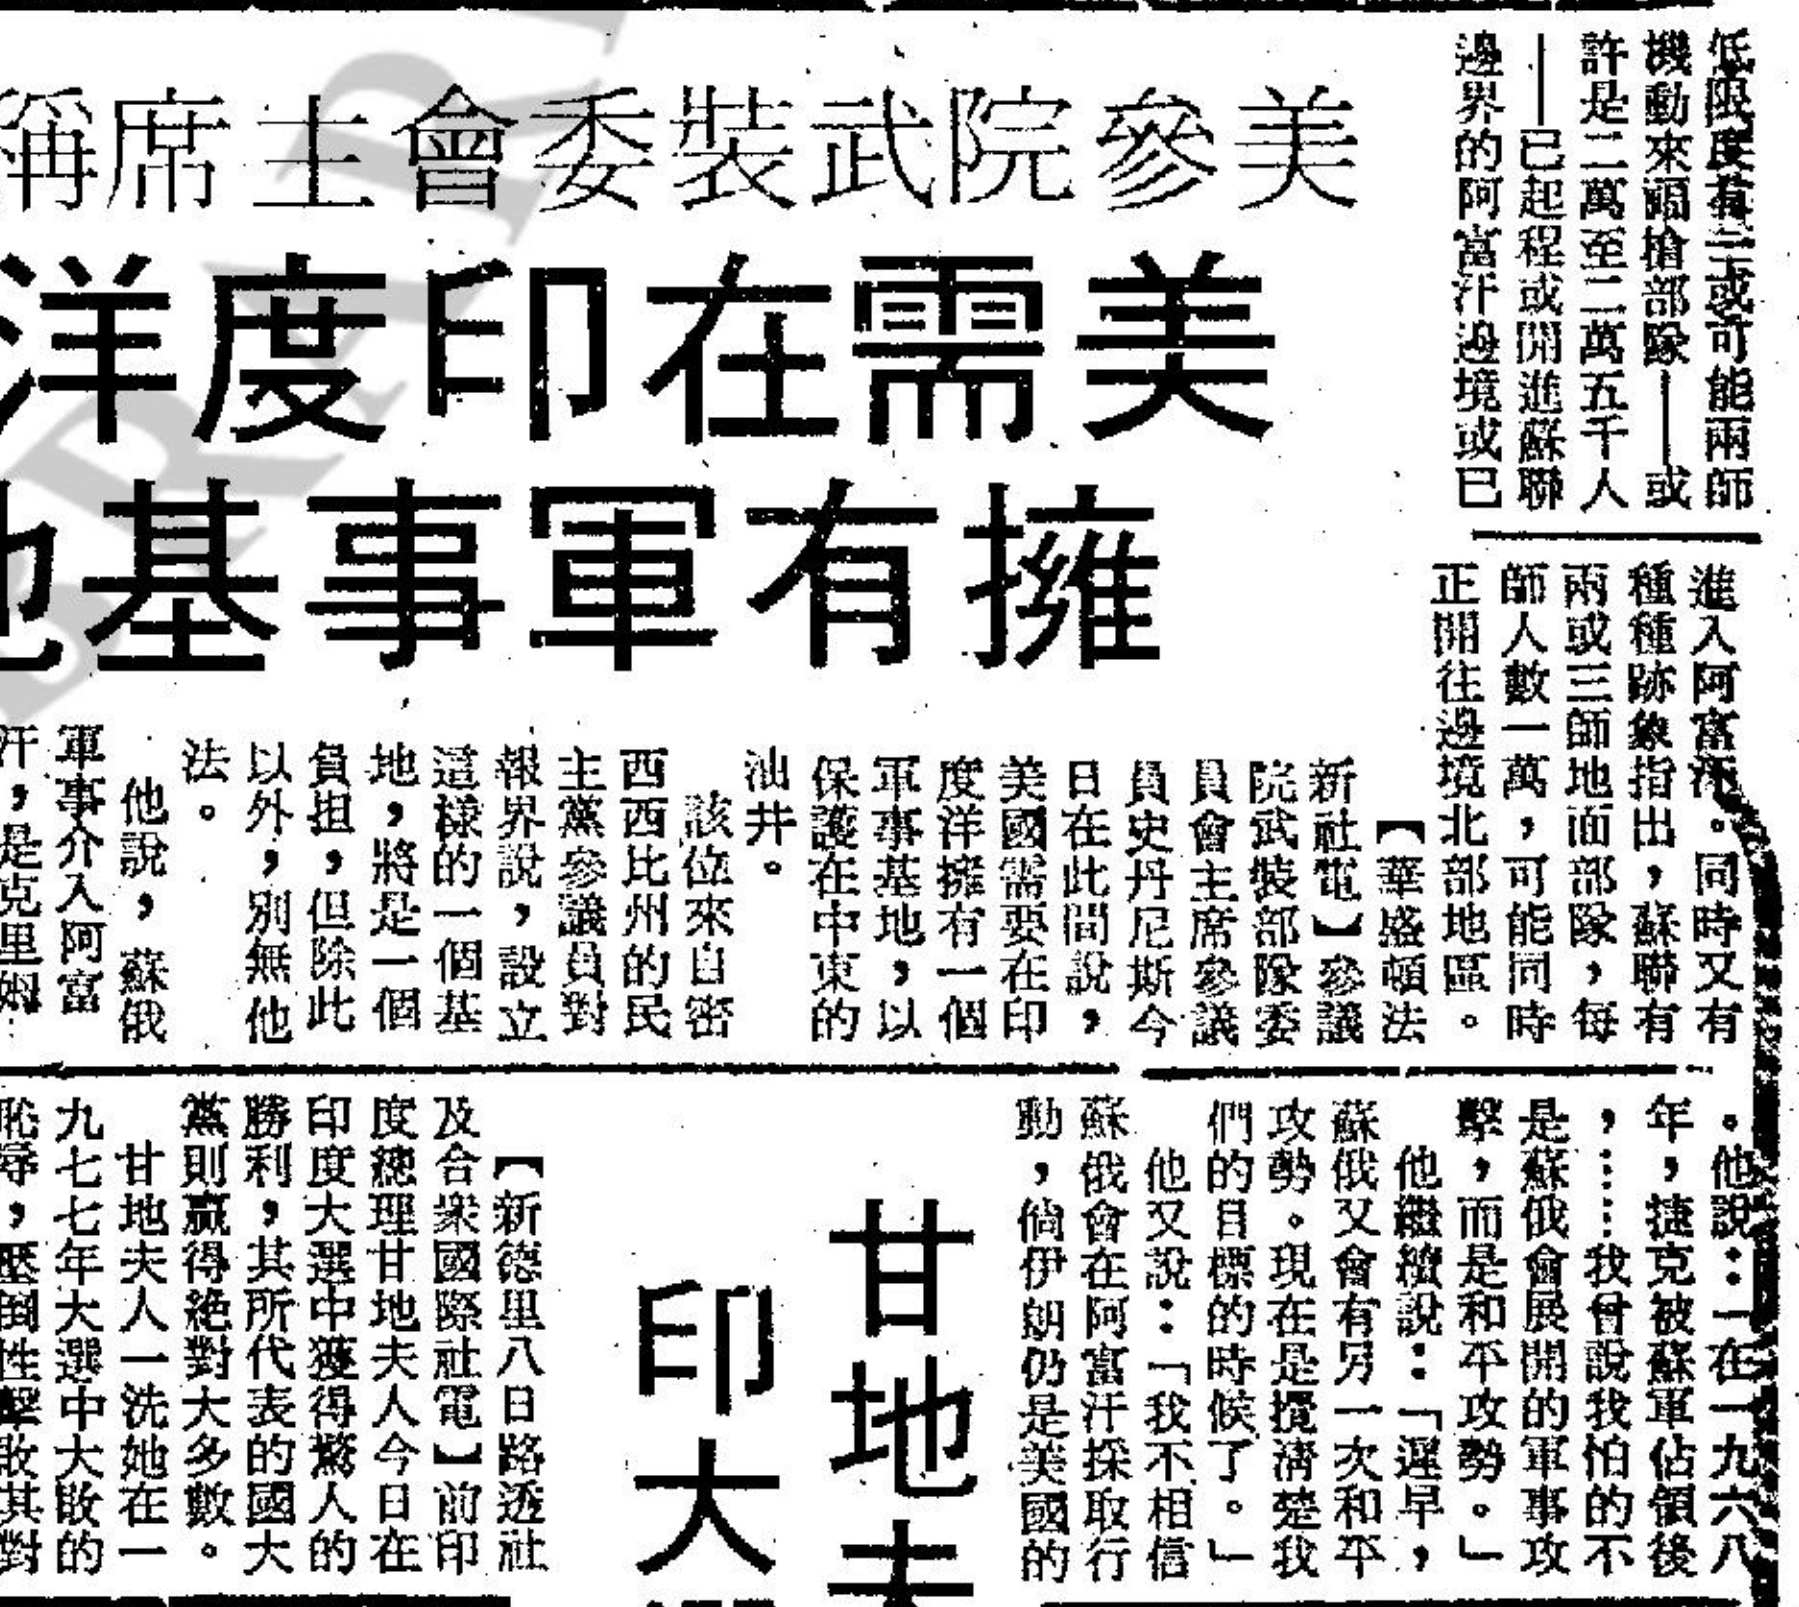 低限度有三或可能兩師
機動來福槍部隊——或
許是二萬至二萬五千人
——已起程或開進蘇聯
邊界的阿富汗邊境或已
進入阿富汗。同時又有
種種跡象指出，蘇聯有
兩或三師地面部隊，每
師人數一萬，可能同時
正開往邊境北部地區。
美參院武裝委會主席稱
美需在印度洋
擁有軍事基地
【華盛頓法
新社電】參議
院武裝部隊委
員會主席參議
員史丹尼斯今
日在此間說，
美國需要在印
度洋擁有一個
軍事基地，以
保護在中東的
油井。
該位來自密
西西比州的民
主黨參議員對
報界說，設立
這樣的一個基
地，將是一個
負担，但除此
以外，別無他
法。
他說，蘇俄
軍事介入阿富
汗，是克里姆
。他說：「在一九六八
年，捷克被蘇軍佔領後
，……我曾說我怕的不
是蘇俄會展開的軍事攻
擊，而是和平攻勢。」
他繼續說：「遲早，
蘇俄又會有另一次和平
攻勢。現在是攪清楚我
們的目標的時候了。」
他又說：「我不相信
蘇俄會在阿富汗採取行
動，倘伊朗仍是美國的
甘地夫
印大
【新德里八日路透社
及合衆國際社電】前印
度總理甘地夫人今日在
印度大選中獲得驚人的
勝利，其所代表的國大
黨則贏得絕對大多數。
甘地夫人一洗她在一
九七七年大選中大敗的
恥辱，壓倒性擊敗其對